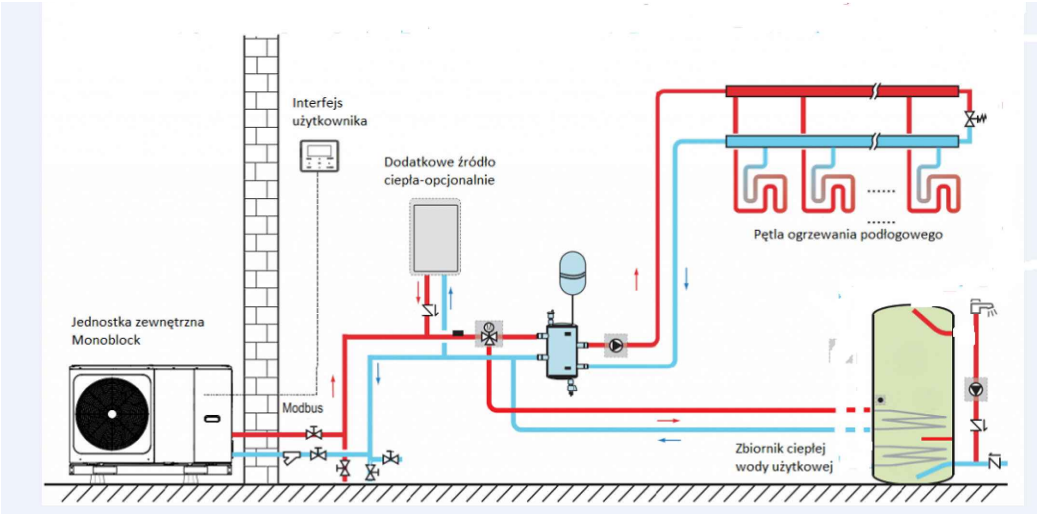 Interfejs
użytkownika
Dodatkowe źródło
ciepła-opcjonalnie
Pętla ogrzewania podłogowego
Jednostka zewnętrzna
Monoblock
Modbus
Zbiornik ciepłej
wody użytkowej